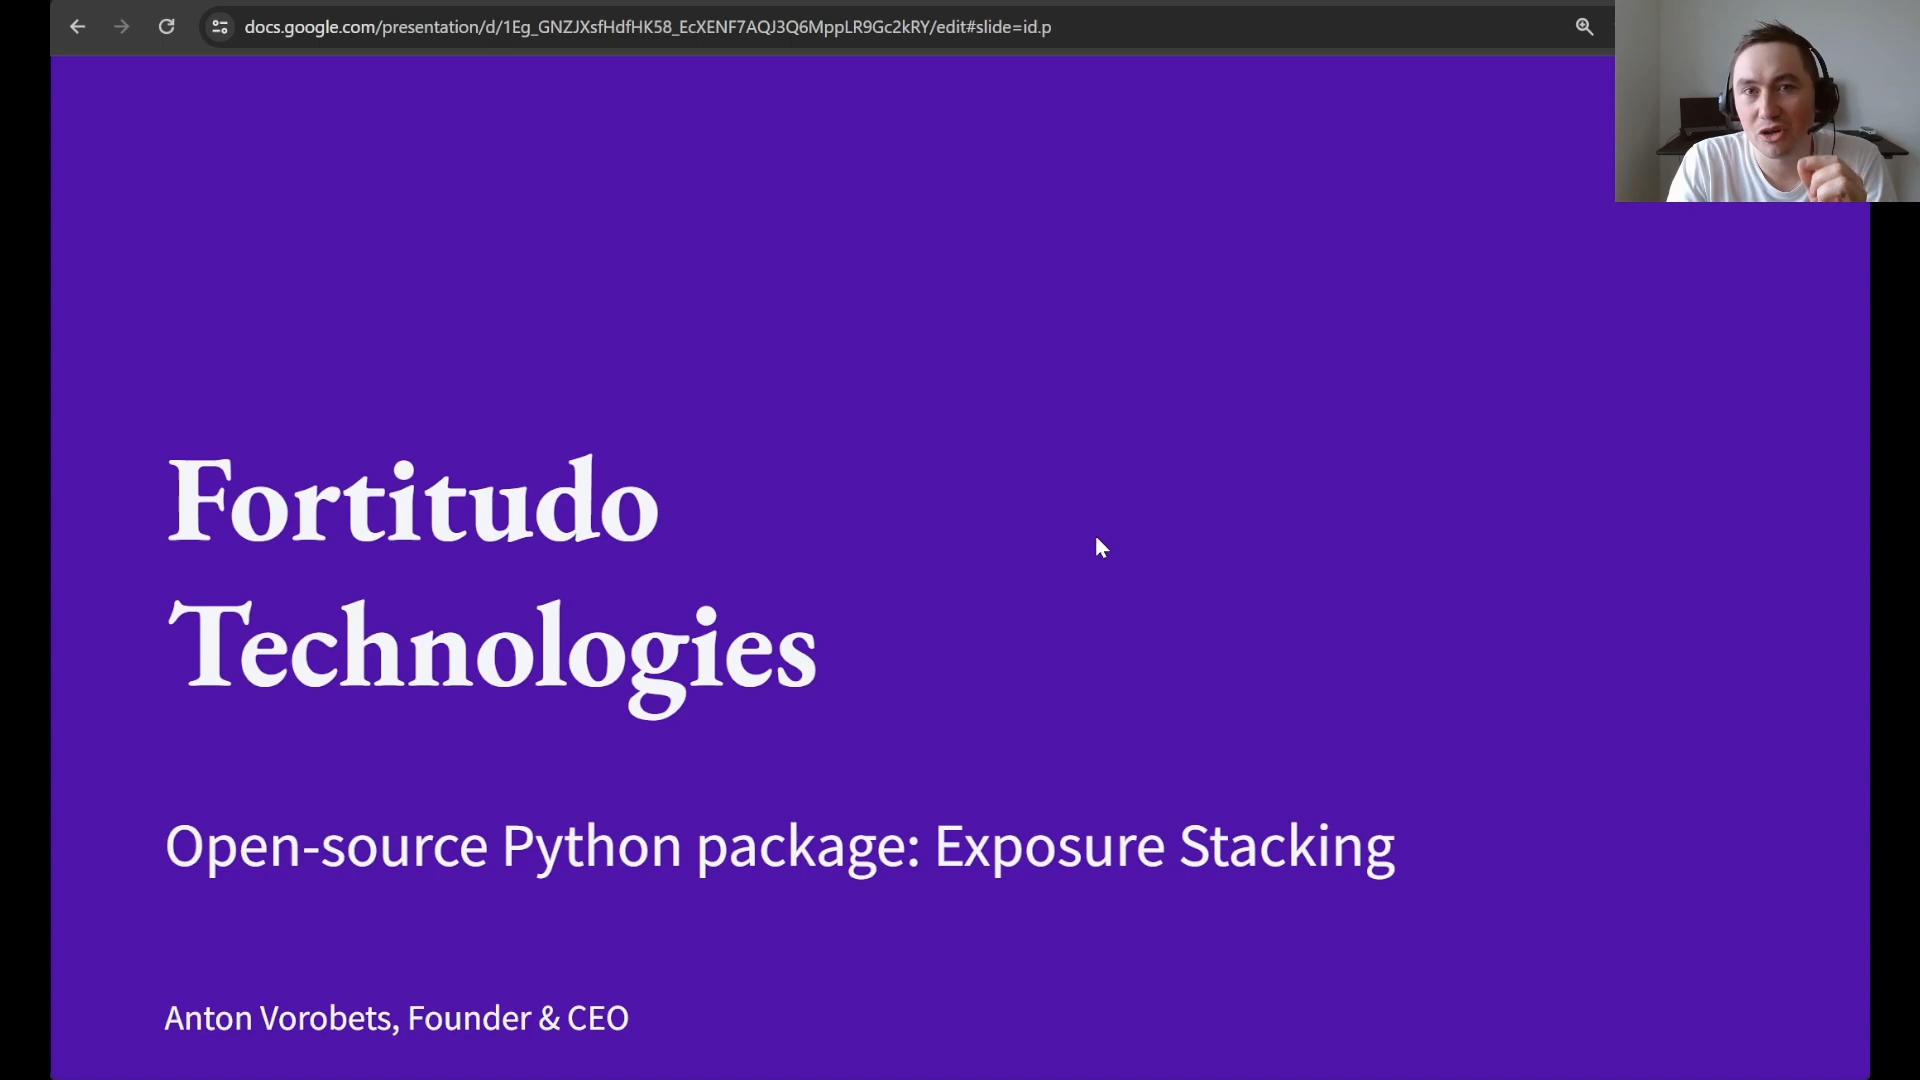 docs.google.com/presentation/d/1Eg_GNZJXsfHdfHK58_EcXENF7AQJ3Q6MppLR9Gc2kRY/edit#slide=id.p
Fortitudo
Technologies
Open-source Python package: Exposure Stacking
Anton Vorobets, Founder & CEO